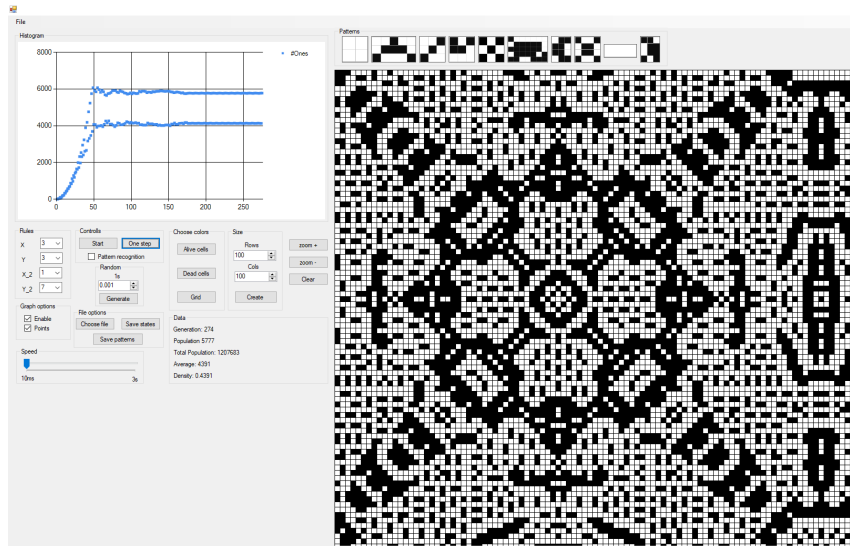 File
Histogram
8000
6000
4000
2000
0
0 50 100 150 200 250
#Ones
Patterns
Rules
X 3
Y 3
X_2 1
Y_2 7
Controlls
Start One step
Pattern recognition
Random
1s
0.001
Generate
Choose colors
Alive cells
Dead cells
Grid
Size
Rows
100
Cols
100
Create
zoom +
zoom -
Clear
Graph options
Enable
Points
File options
Choose file Save states
Save patterns
Data
Generation: 274
Population 5777
Total Population: 1207683
Average: 4391
Density: 0.4391
Speed
10ms 3s